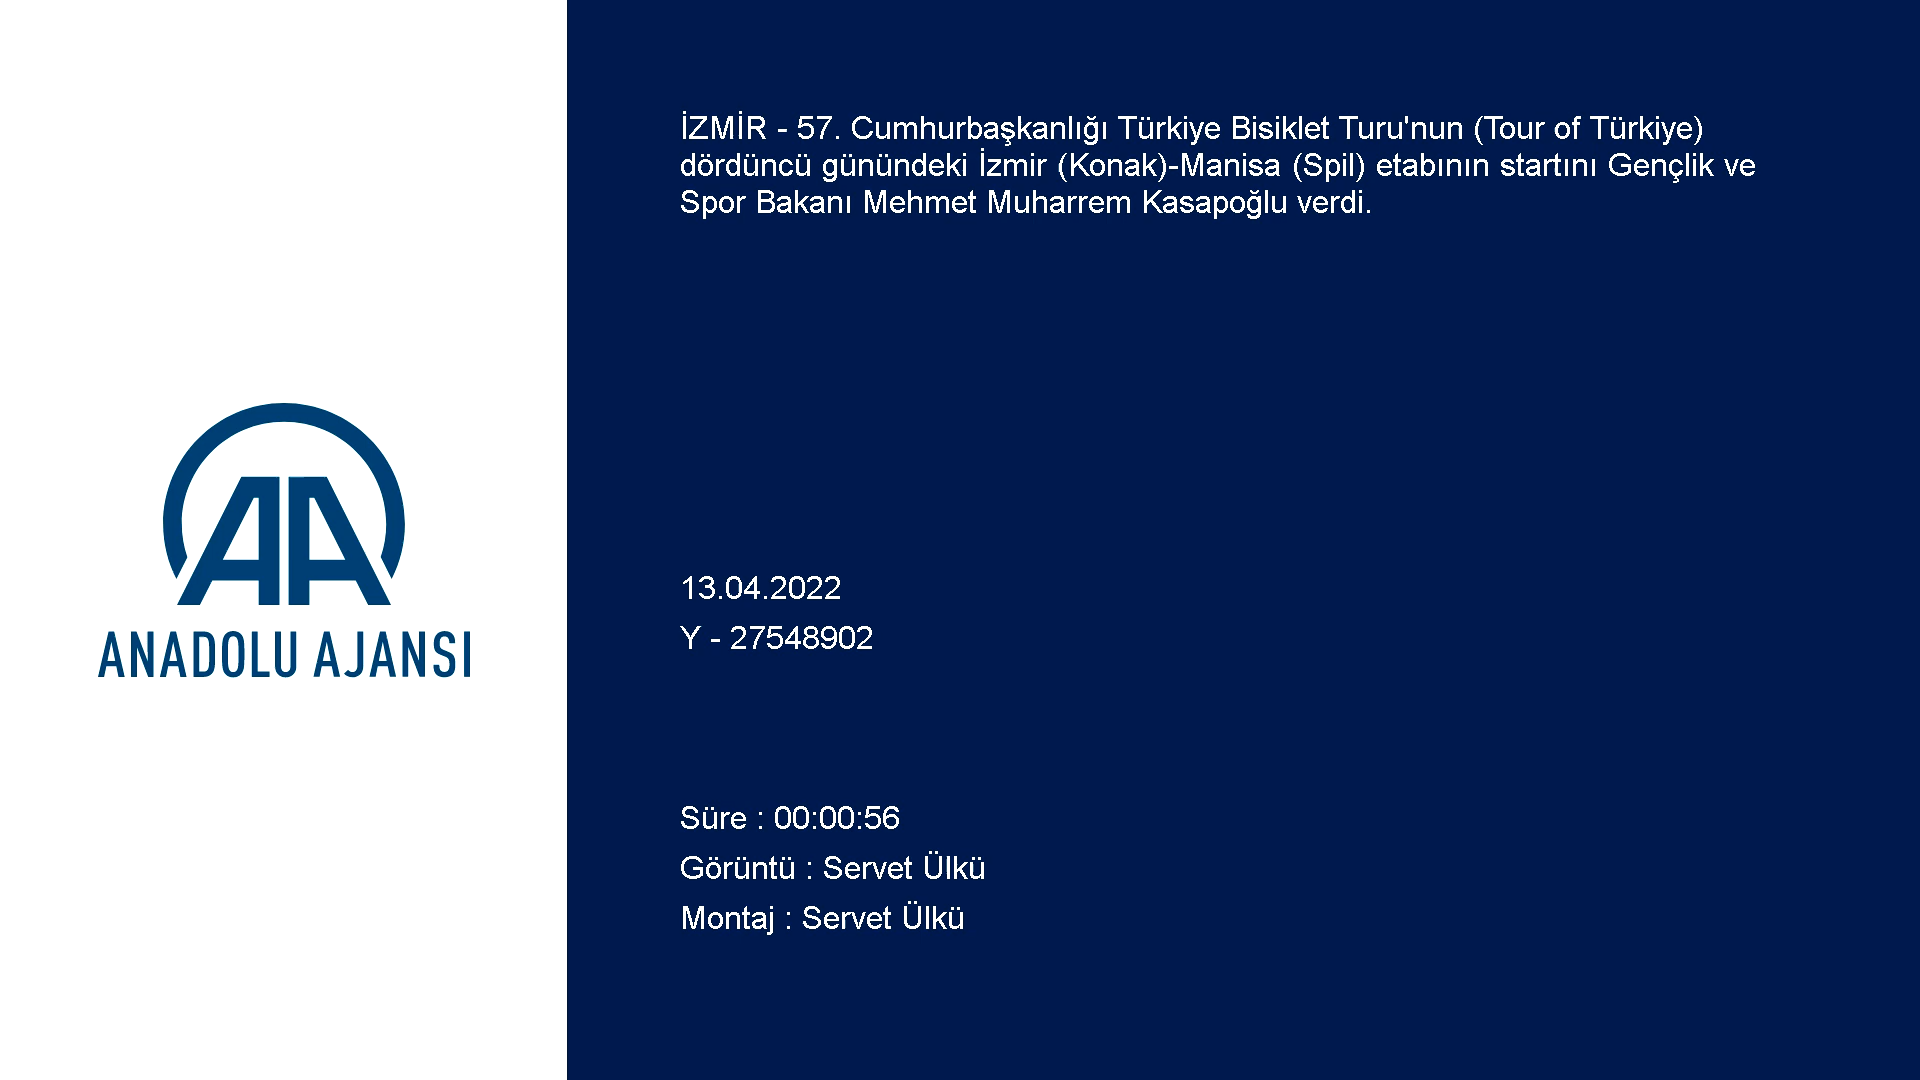 İZMİR - 57. Cumhurbaşkanlığı Türkiye Bisiklet Turu'nun (Tour of Türkiye)
dördüncü günündeki İzmir (Konak)-Manisa (Spil) etabının startını Gençlik ve
Spor Bakanı Mehmet Muharrem Kasapoğlu verdi.
AA
ANADOLU AJANSI
13.04.2022
Y - 27548902
Süre : 00:00:56
Görüntü : Servet Ülkü
Montaj : Servet Ülkü